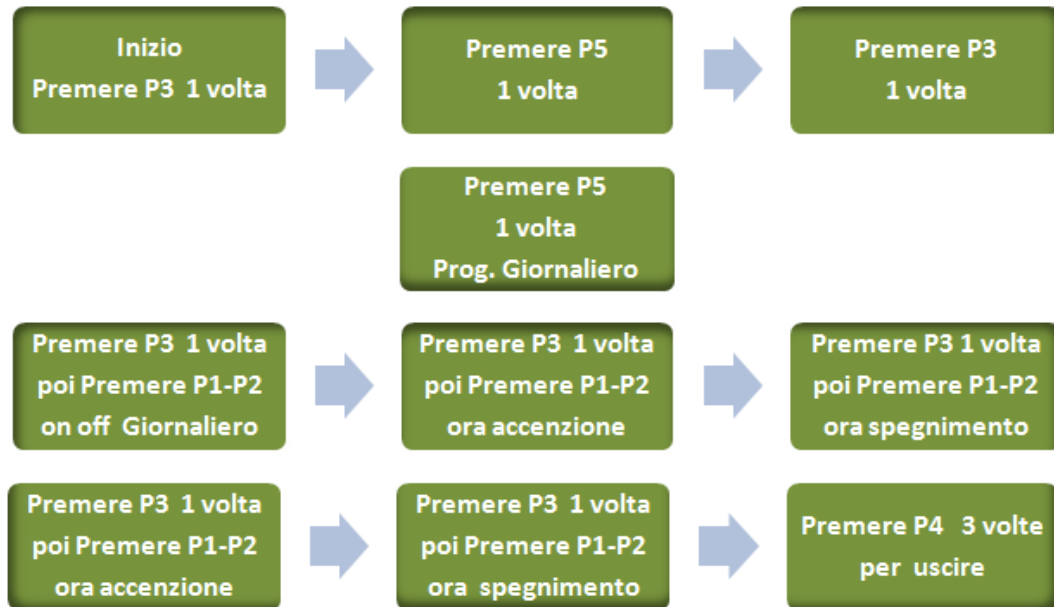 Inizio
Premere P3 1 volta
Premere P5
1 volta
Premere P3
1 volta
Premere P5
1 volta
Prog. Giornaliero
Premere P3 1 volta
poi Premere P1-P2
on off Giornaliero
Premere P3 1 volta
poi Premere P1-P2
ora accenzione
Premere P3 1 volta
poi Premere P1-P2
ora spegnimento
Premere P3 1 volta
poi Premere P1-P2
ora accenzione
Premere P3 1 volta
poi Premere P1-P2
ora spegnimento
Premere P4 3 volte
per uscire